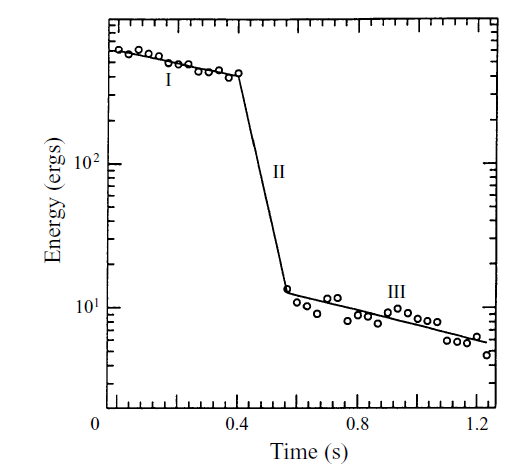 I
10²
II
Energy (ergs)
III
10¹
0 0.4 0.8 1.2
Time (s)